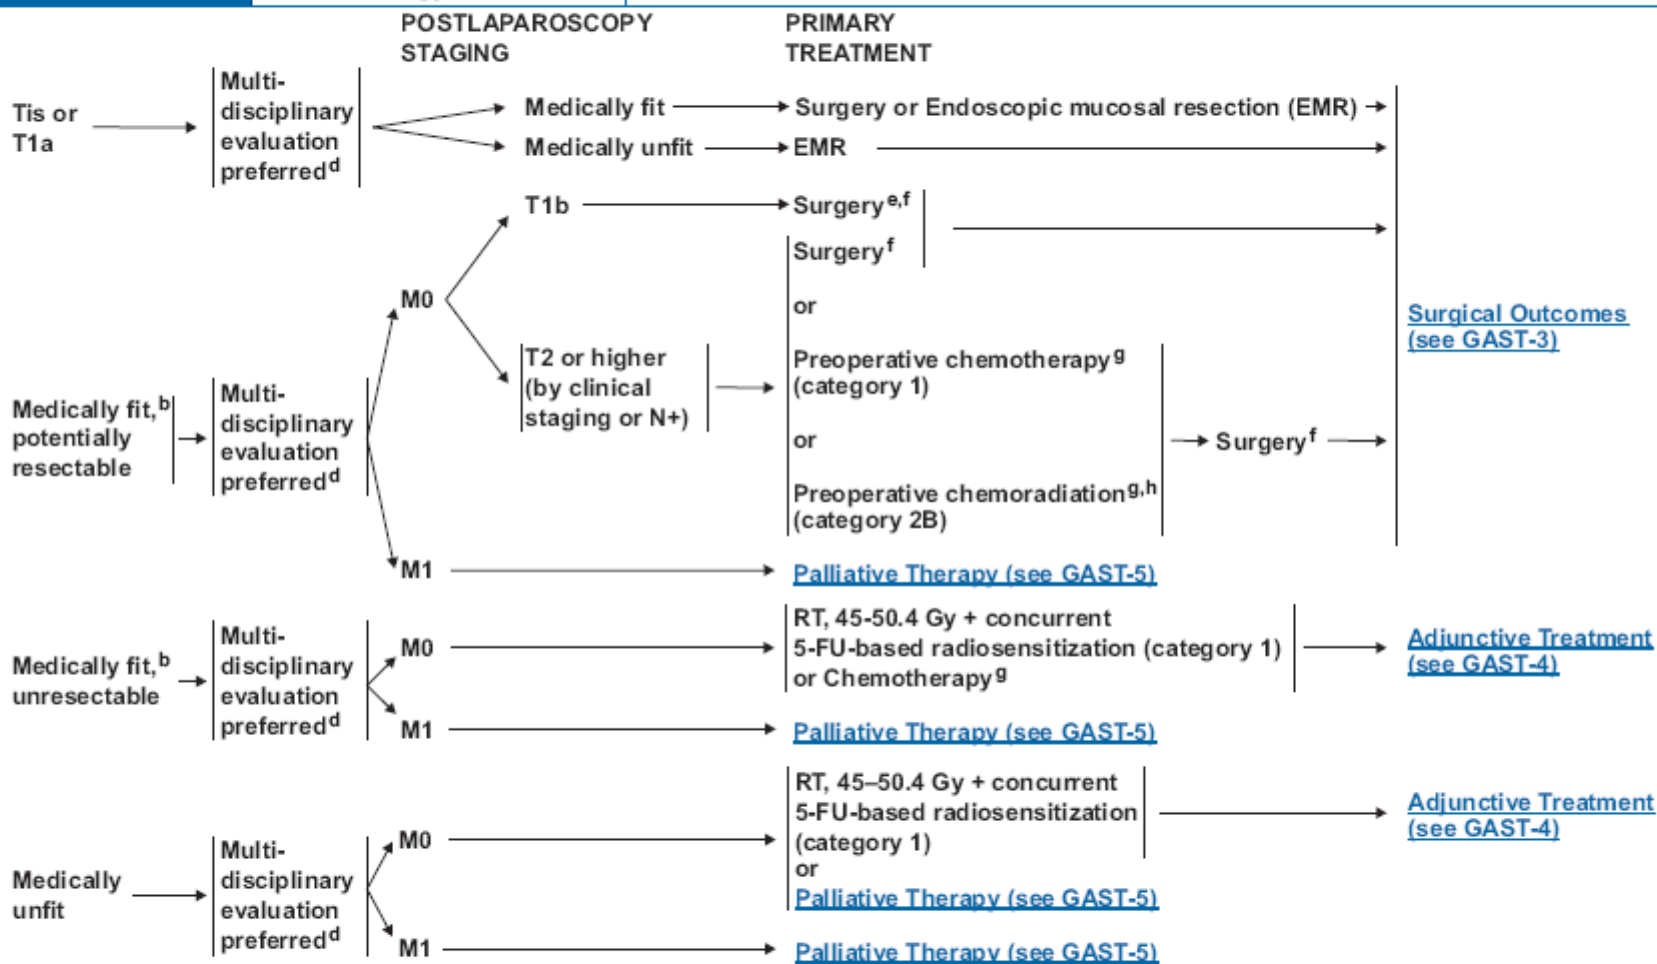 POSTLAPAROSCOPY
STAGING
PRIMARY
TREATMENT
Tis or
T1a
Multi-
disciplinary
evaluation
preferred d
Medically fit
Surgery or Endoscopic mucosal resection (EMR)
Medically unfit
EMR
Medically fit, b
potentially
resectable
Multi-
disciplinary
evaluation
preferred d
M0
T1b
Surgery e,f
T2 or higher
(by clinical
staging or N+)
Surgery f
or
Preoperative chemotherapy g
(category 1)
or
Preoperative chemoradiation g,h
(category 2B)
Surgery f
Surgical Outcomes
(see GAST-3)
M1
Palliative Therapy (see GAST-5)
Medically fit, b
unresectable
Multi-
disciplinary
evaluation
preferred d
M0
RT, 45-50.4 Gy + concurrent
5-FU-based radiosensitization (category 1)
or Chemotherapy g
Adjunctive Treatment
(see GAST-4)
M1
Palliative Therapy (see GAST-5)
Medically
unfit
Multi-
disciplinary
evaluation
preferred d
M0
RT, 45–50.4 Gy + concurrent
5-FU-based radiosensitization
(category 1)
or
Palliative Therapy (see GAST-5)
Adjunctive Treatment
(see GAST-4)
M1
Palliative Therapy (see GAST-5)